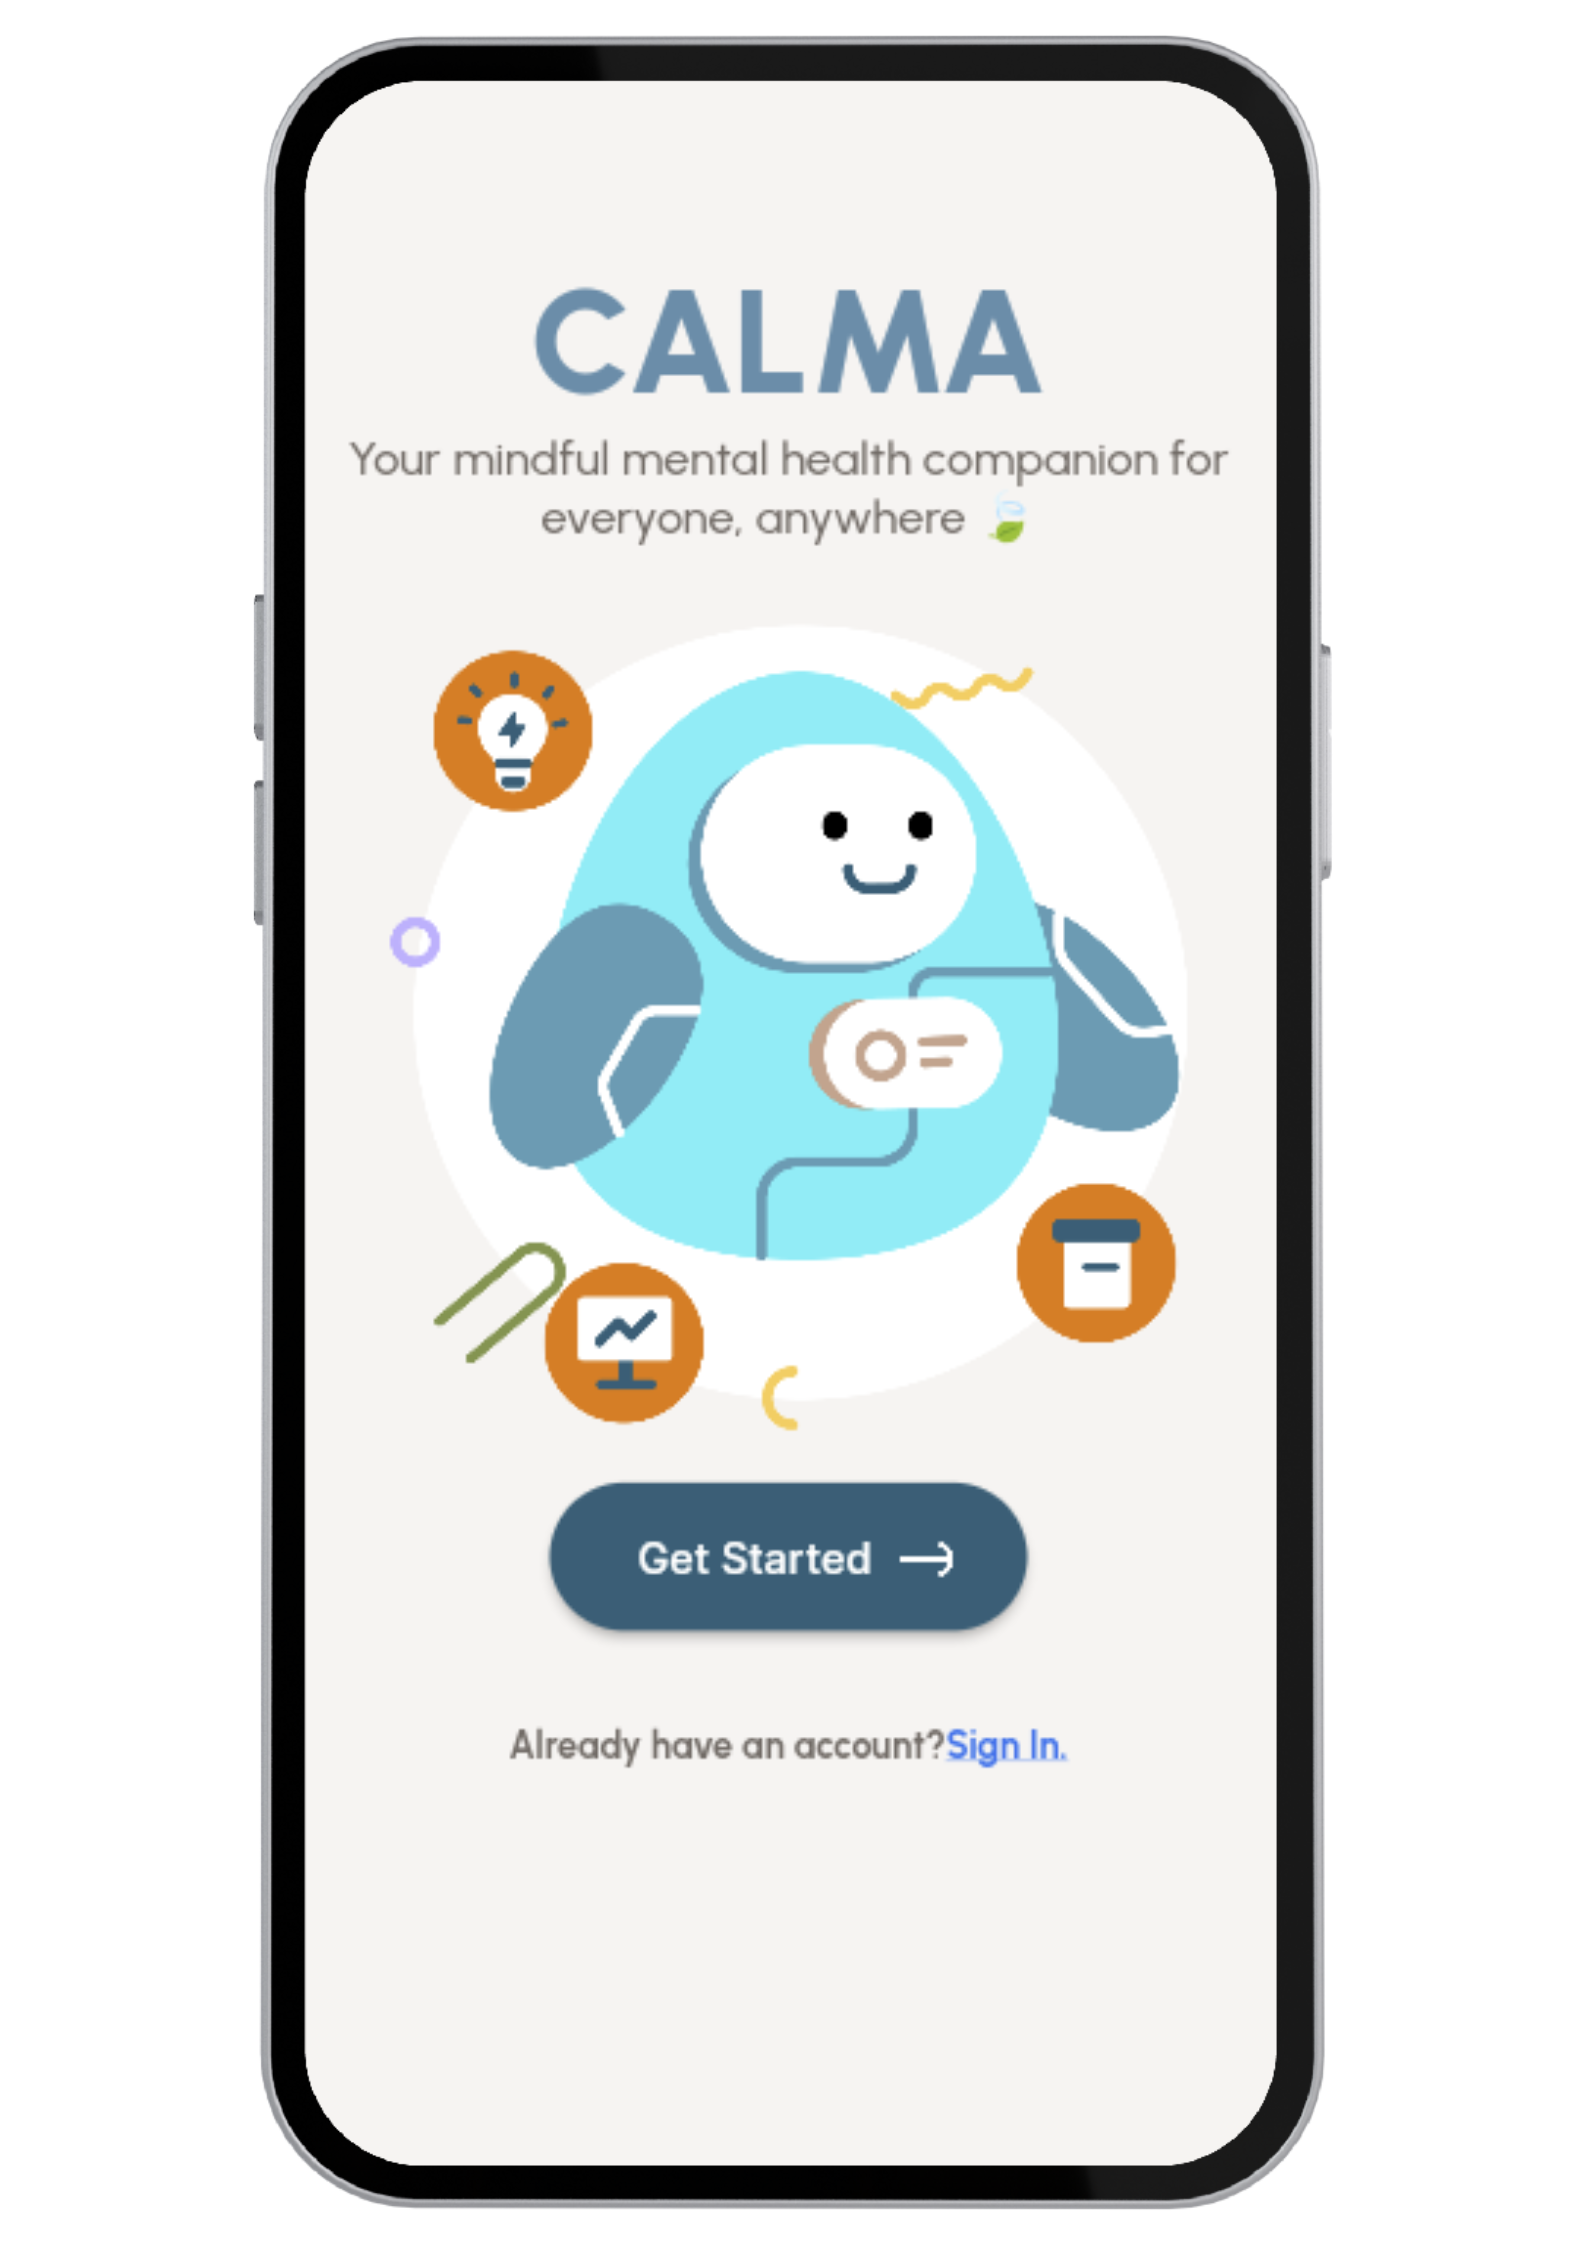 CALMA
Your mindful mental health companion for
everyone, anywhere 🍃
Get Started →
Already have an account?Sign In.